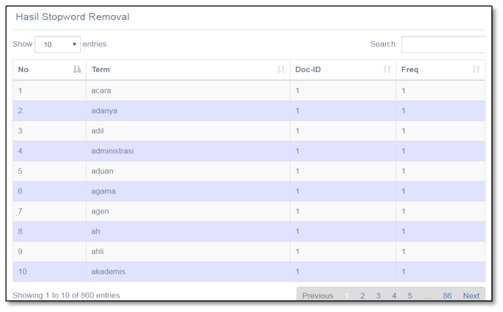 Hasil Stopword Removal
Show 10 entries Search:
No Term Doc-ID Freq
1 acara 1 1
2 adanya 1 1
3 adil 1 1
4 administrasi 1 1
5 aduan 1 1
6 agama 1 1
7 agen 1 1
8 ah 1 1
9 ahli 1 1
10 akademis 1 1
Showing 1 to 10 of 860 entries Previous 1 2 3 4 5 ... 86 Next